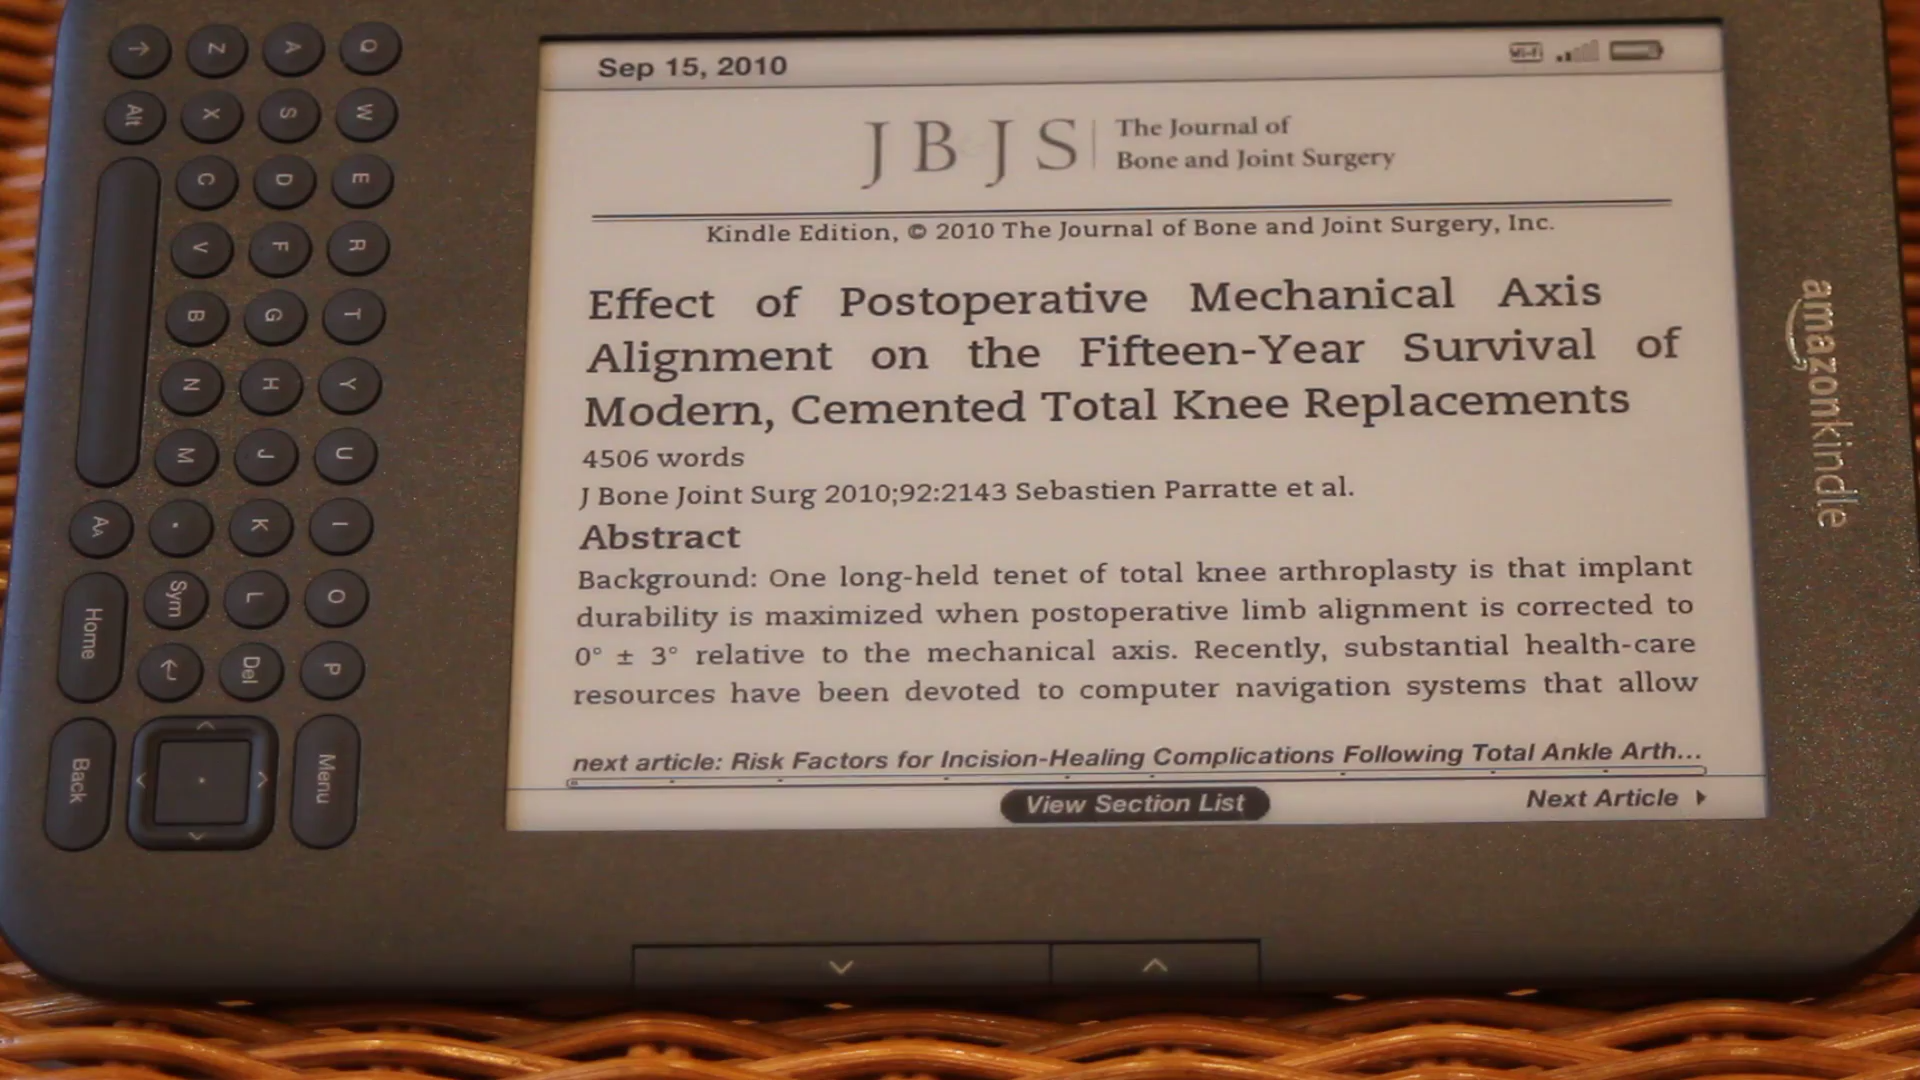 Sep 15, 2010
Wi-Fi
J B J S
The Journal of
Bone and Joint Surgery
Kindle Edition, © 2010 The Journal of Bone and Joint Surgery, Inc.
Effect of Postoperative Mechanical Axis
Alignment on the Fifteen-Year Survival of
Modern, Cemented Total Knee Replacements
4506 words
J Bone Joint Surg 2010;92:2143 Sebastien Parratte et al.
Abstract
Background: One long-held tenet of total knee arthroplasty is that implant
durability is maximized when postoperative limb alignment is corrected to
0° ± 3° relative to the mechanical axis. Recently, substantial health-care
resources have been devoted to computer navigation systems that allow
next article: Risk Factors for Incision-Healing Complications Following Total Ankle Arth...
View Section List
Next Article
amazonkindle
Q W E R T Y U I O P
A S D F G H J K L Del
Z X C V B N M . Sym
Alt AA
Home
Back
Menu